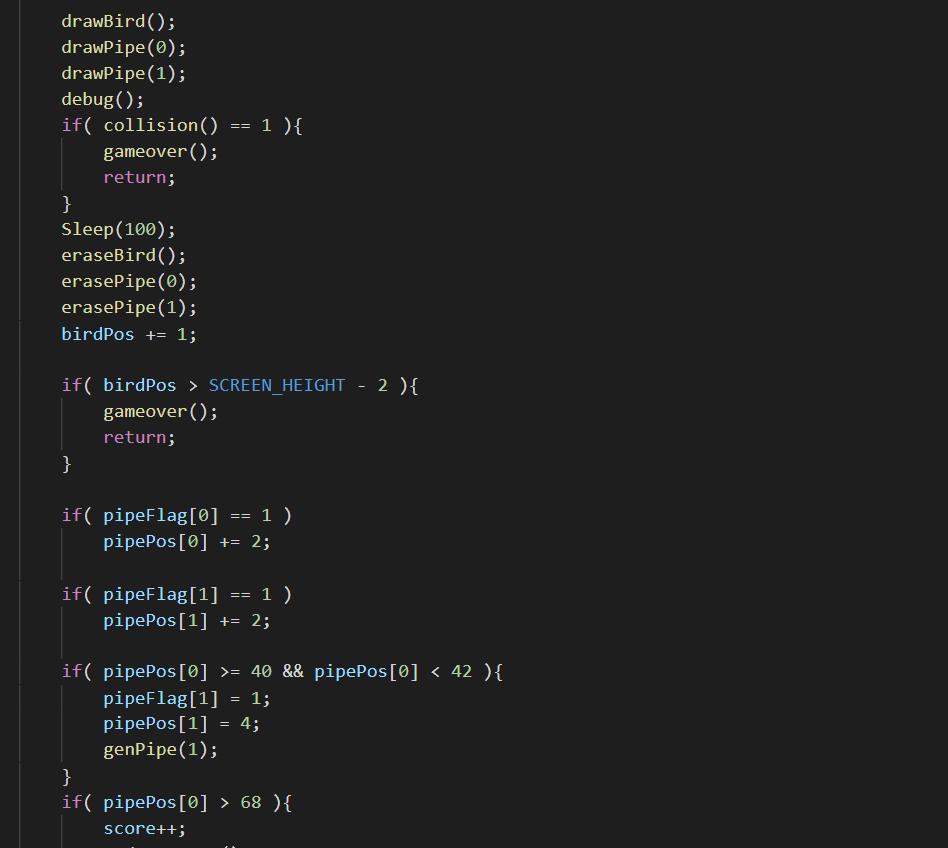 drawBird();
drawPipe(0);
drawPipe(1);
debug();
if( collision() == 1 ){
gameover();
return;
}
Sleep(100);
eraseBird();
erasePipe(0);
erasePipe(1);
birdPos += 1;
if( birdPos > SCREEN_HEIGHT - 2 ){
gameover();
return;
}
if( pipeFlag[0] == 1 )
pipePos[0] += 2;
if( pipeFlag[1] == 1 )
pipePos[1] += 2;
if( pipePos[0] >= 40 && pipePos[0] < 42 ){
pipeFlag[1] = 1;
pipePos[1] = 4;
genPipe(1);
}
if( pipePos[0] > 68 ){
score++;